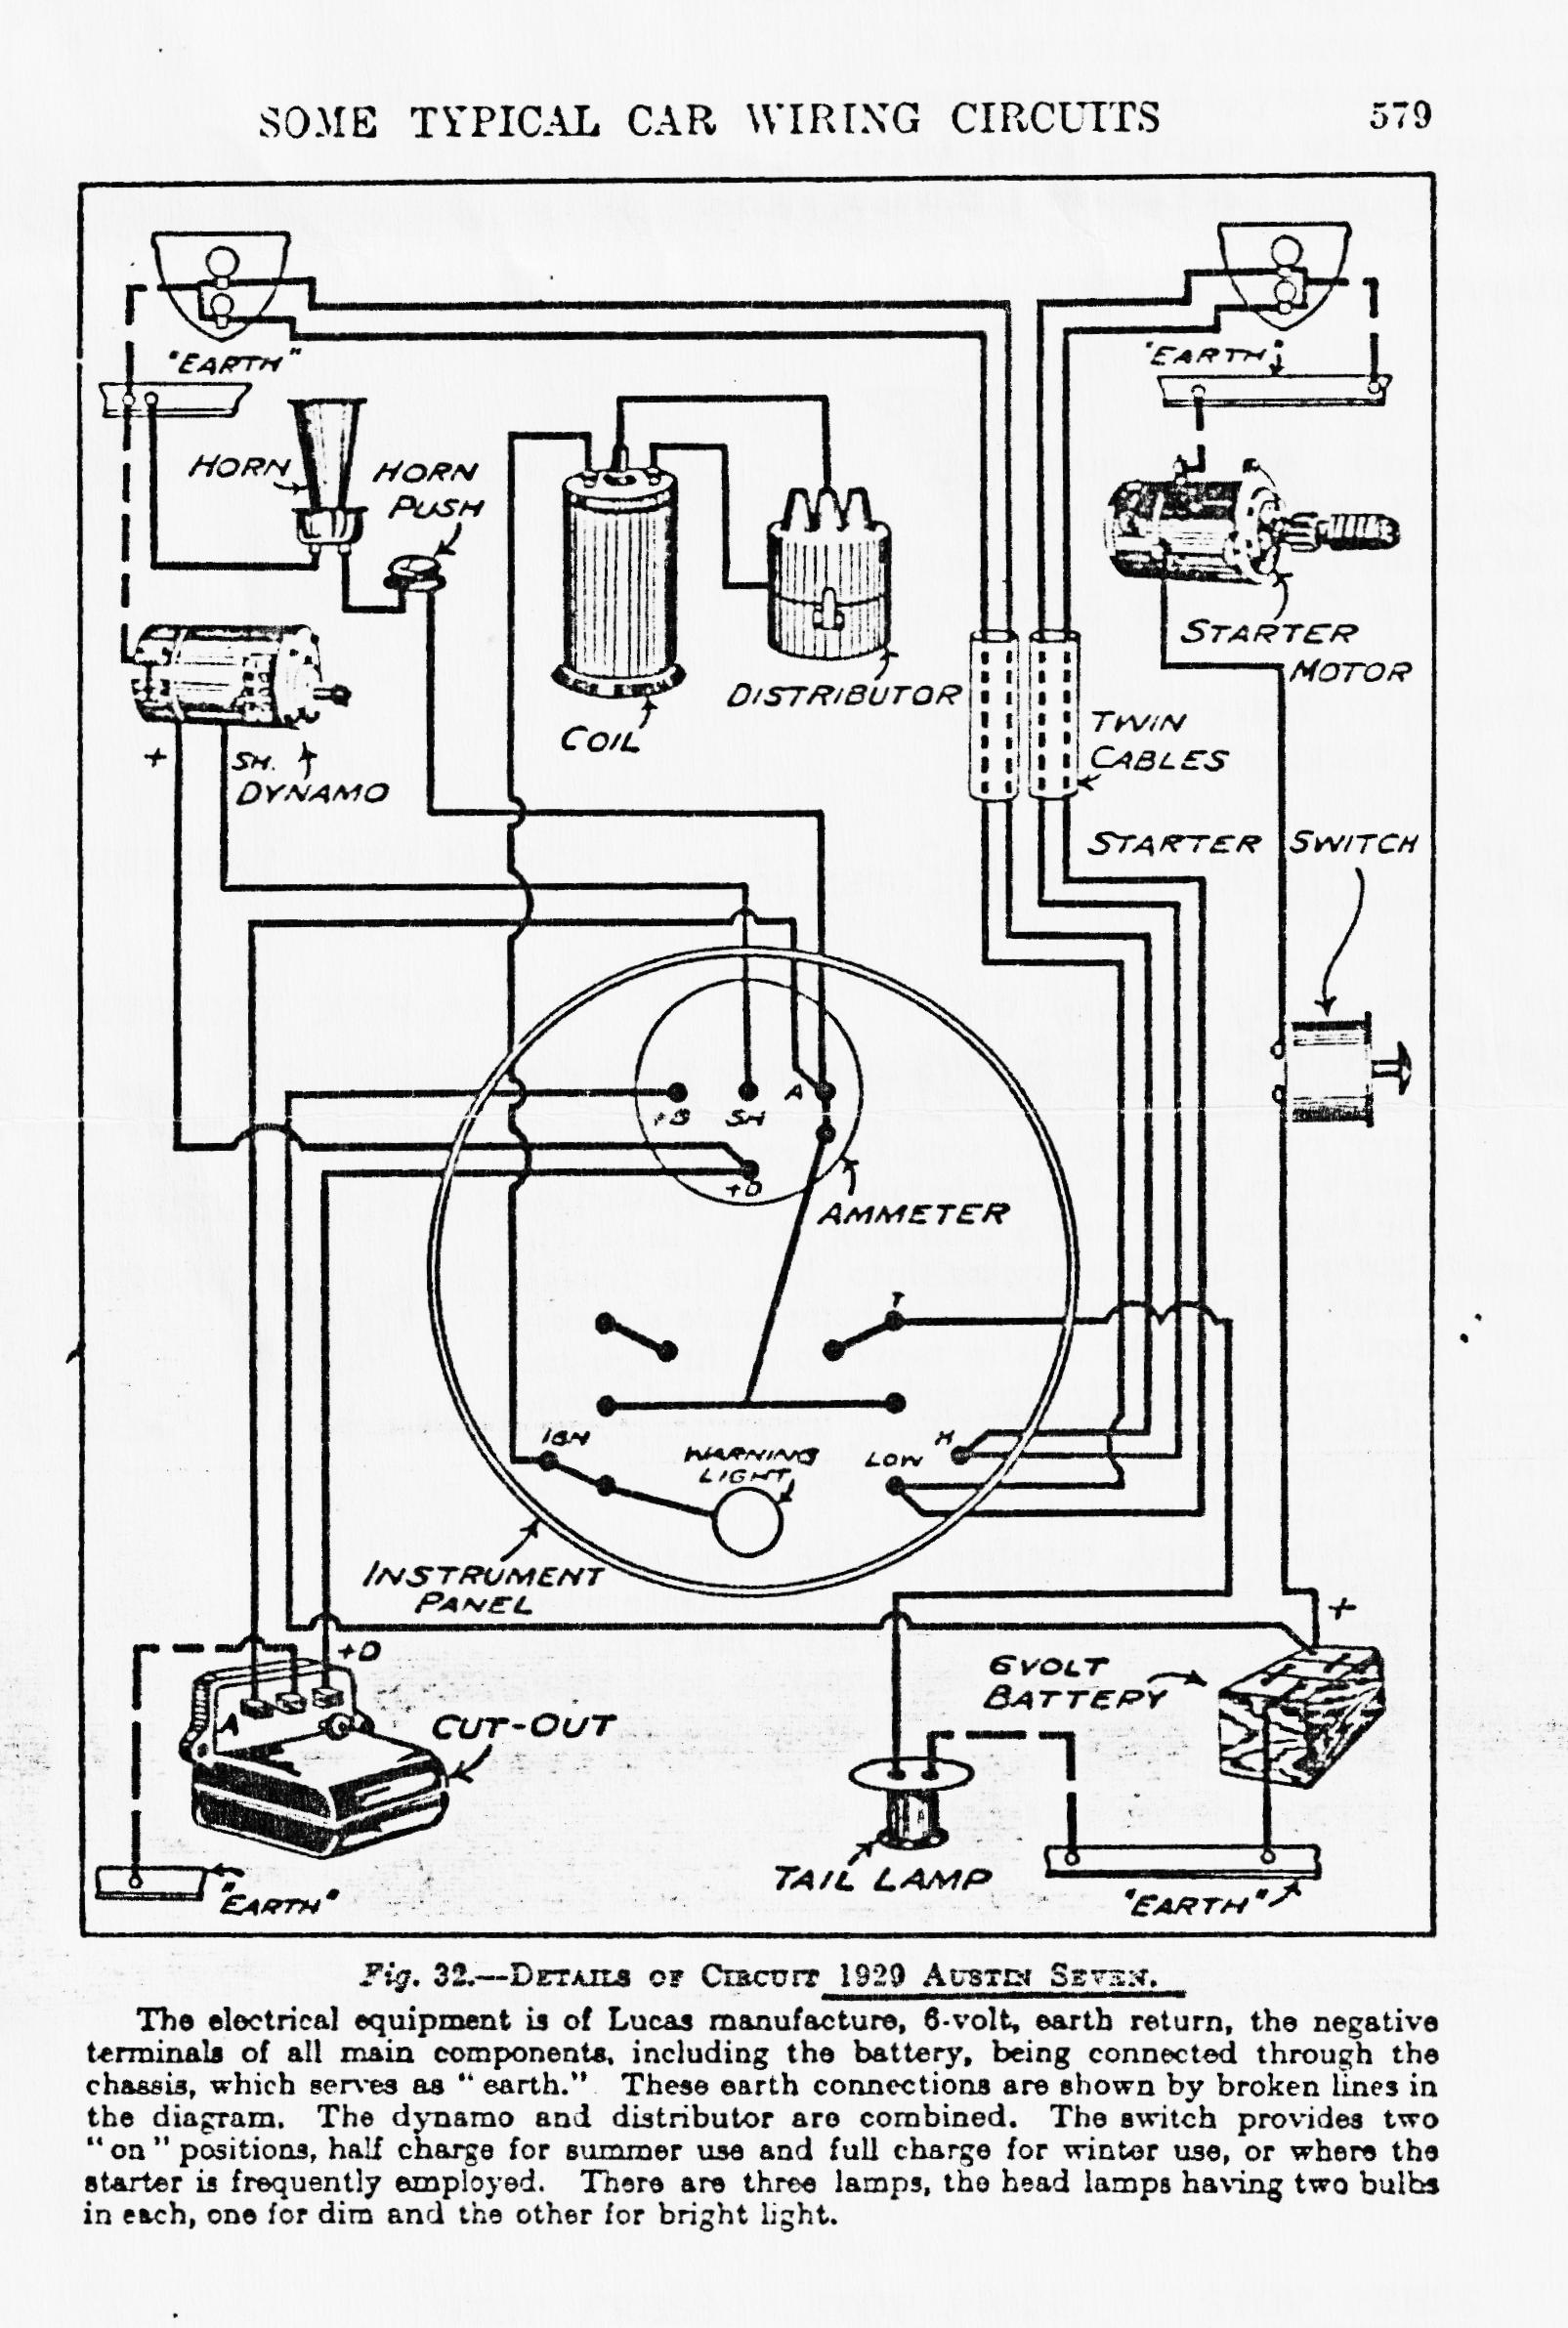 SOME TYPICAL CAR WIRING CIRCUITS 579
"EARTH"
"EARTH"
HORN
HORN
PUSH
STARTER
MOTOR
DISTRIBUTOR
COIL
TWIN
CABLES
+
SH.
DYNAMO
STARTER SWITCH
+B
SH
A
+D
AMMETER
T
IGN
WARNING
LIGHT
LOW
H
INSTRUMENT
PANEL
+
+D
A
CUT-OUT
6 VOLT
BATTERY
TAIL LAMP
"EARTH"
"EARTH"
Fig. 32.—DETAILS OF CIRCUIT 1929 AUSTIN SEVEN.
The electrical equipment is of Lucas manufacture, 6-volt, earth return, the negative
terminals of all main components, including the battery, being connected through the
chassis, which serves as "earth." These earth connections are shown by broken lines in
the diagram. The dynamo and distributor are combined. The switch provides two
"on" positions, half charge for summer use and full charge for winter use, or where the
starter is frequently employed. There are three lamps, the head lamps having two bulbs
in each, one for dim and the other for bright light.